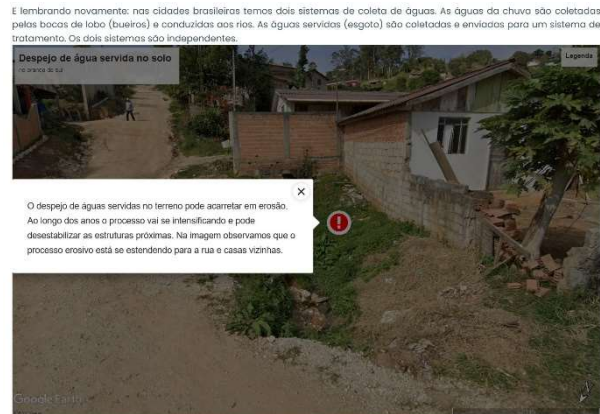 E lembrando novamente: nas cidades brasileiras temos dois sistemas de coleta de águas. As águas da chuva são coletadas
pelas bocas de lobo (bueiros) e conduzidas aos rios. As águas servidas (esgoto) são coletadas e enviadas para um sistema de
tratamento. Os dois sistemas são independentes.
Despejo de água servida no solo
Legenda
rio branco do sul
O despejo de águas servidas no terreno pode acarretar em erosão.
Ao longo dos anos o processo vai se intensificando e pode
desestabilizar as estruturas próximas. Na imagem observamos que o
processo erosivo está se estendendo para a rua e casas vizinhas.
Google Earth